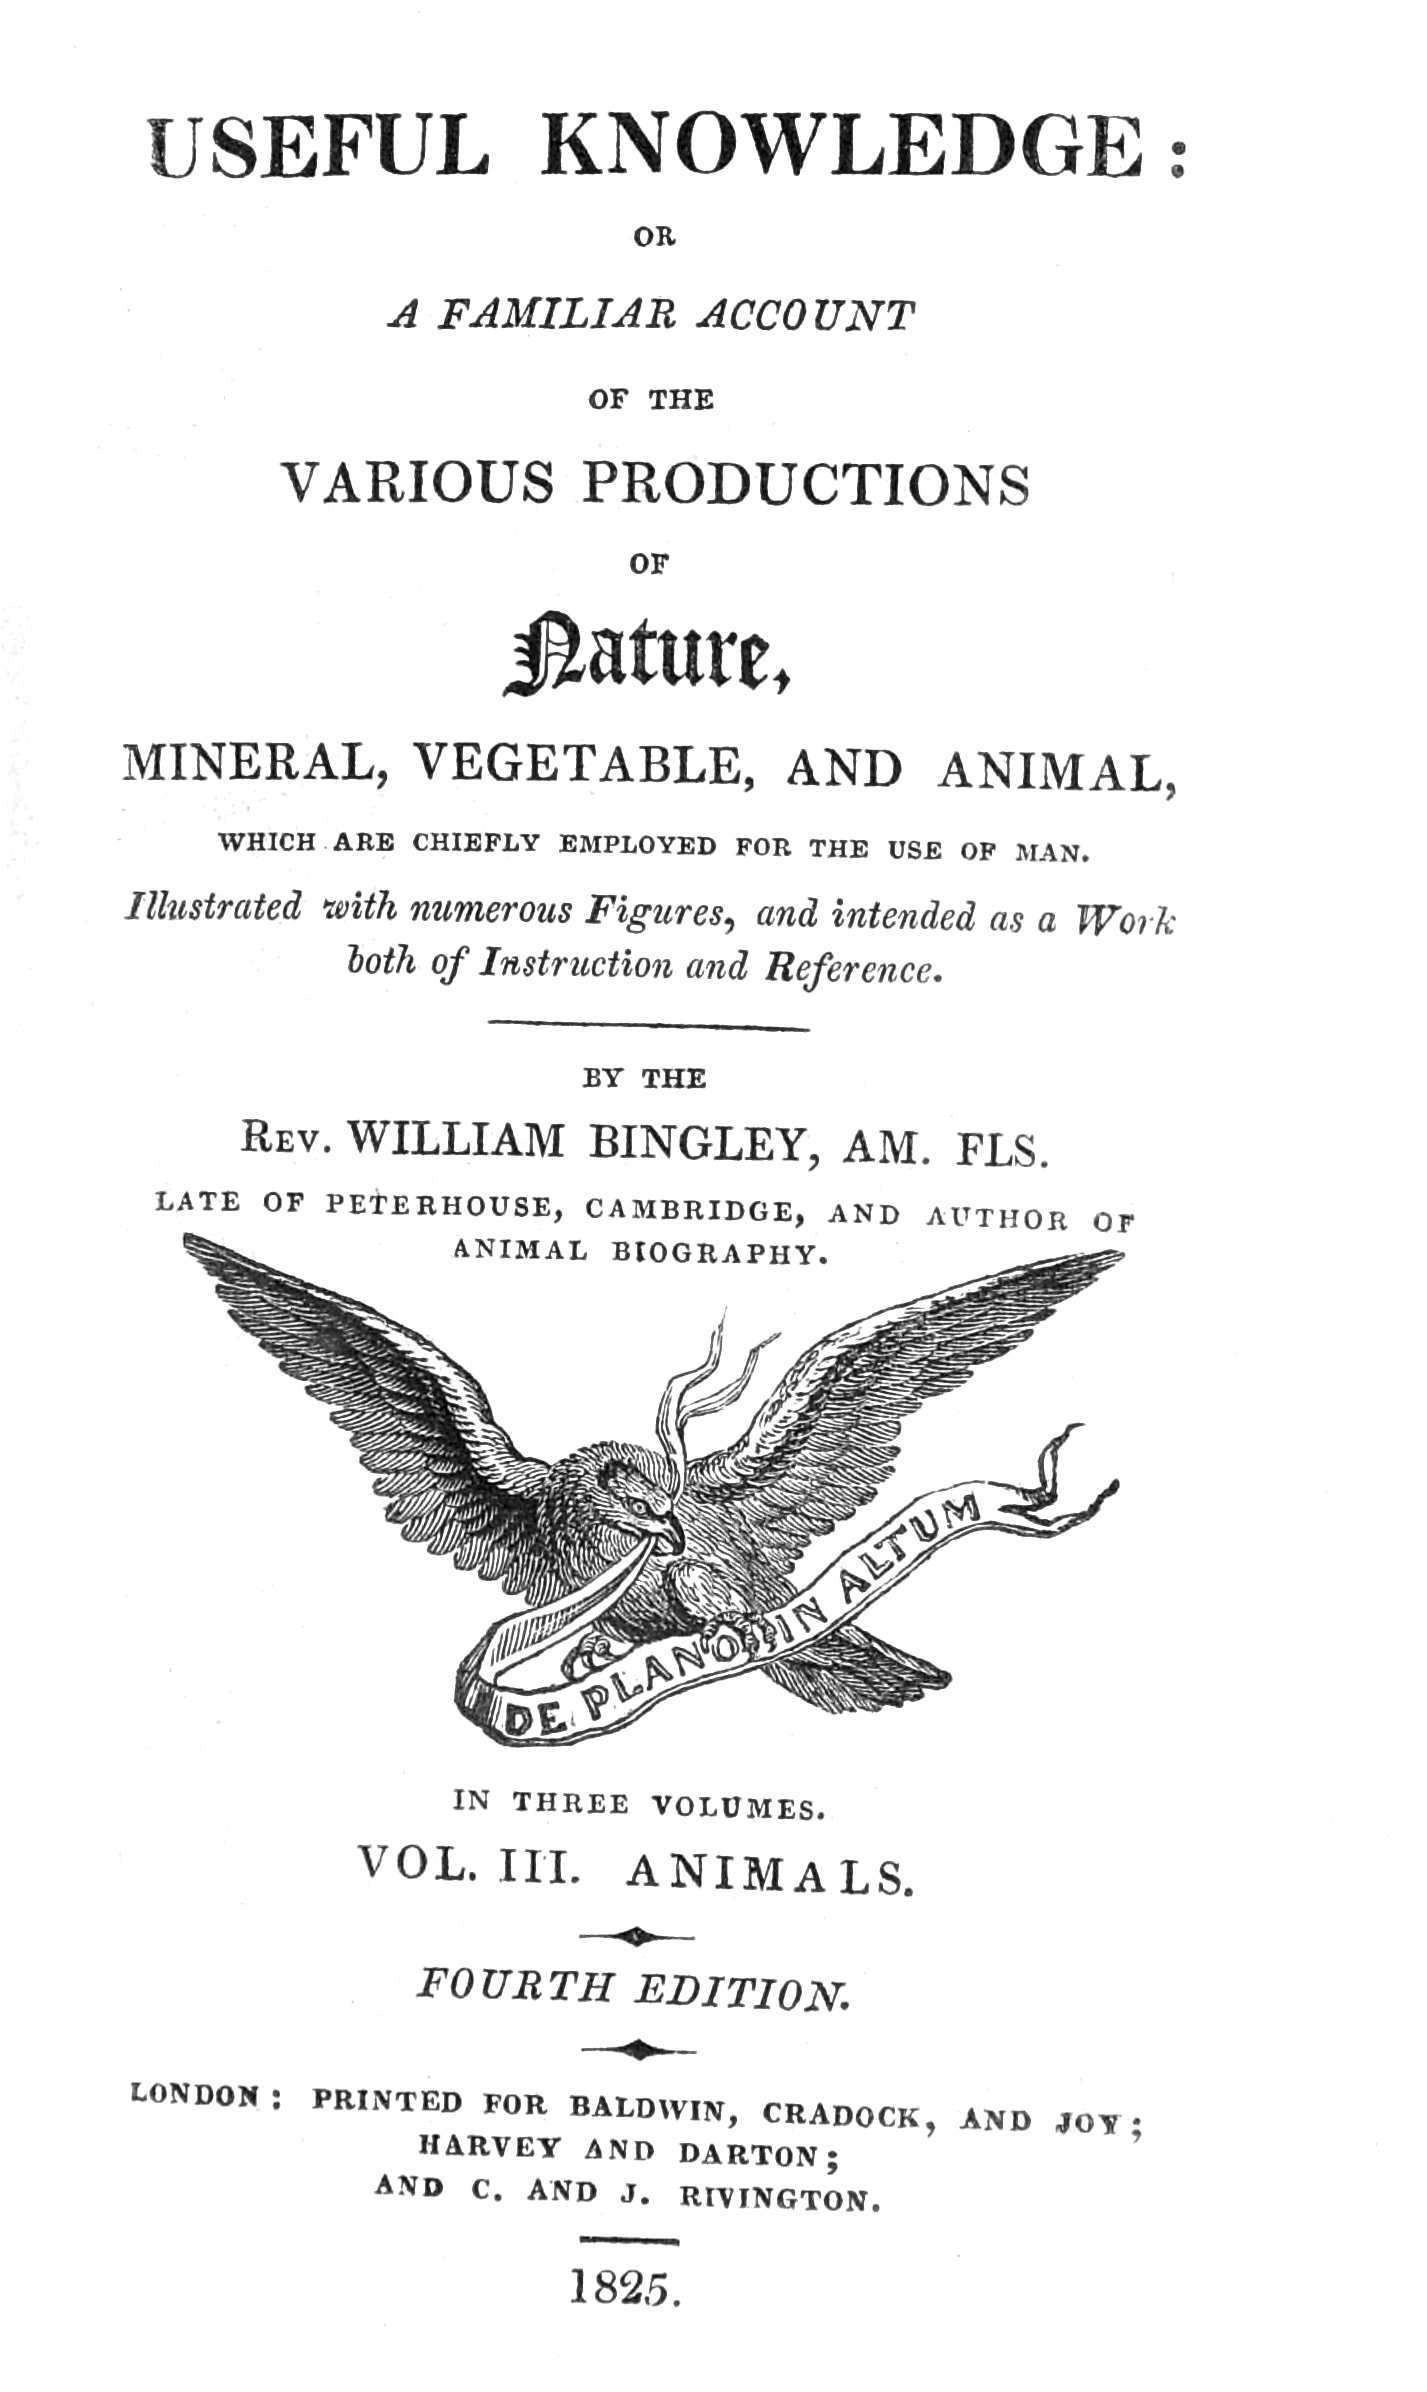 USEFUL KNOWLEDGE:
OR
A FAMILIAR ACCOUNT
OF THE
VARIOUS PRODUCTIONS
OF
Nature,
MINERAL, VEGETABLE, AND ANIMAL,
WHICH ARE CHIEFLY EMPLOYED FOR THE USE OF MAN.
Illustrated with numerous Figures, and intended as a Work
both of Instruction and Reference.
BY THE
REV. WILLIAM BINGLEY, AM. FLS.
LATE OF PETERHOUSE, CAMBRIDGE, AND AUTHOR OF
ANIMAL BIOGRAPHY.
DE PLANO IN ALTUM
IN THREE VOLUMES.
VOL. III. ANIMALS.
FOURTH EDITION.
LONDON: PRINTED FOR BALDWIN, CRADOCK, AND JOY;
HARVEY AND DARTON;
AND C. AND J. RIVINGTON.
1825.